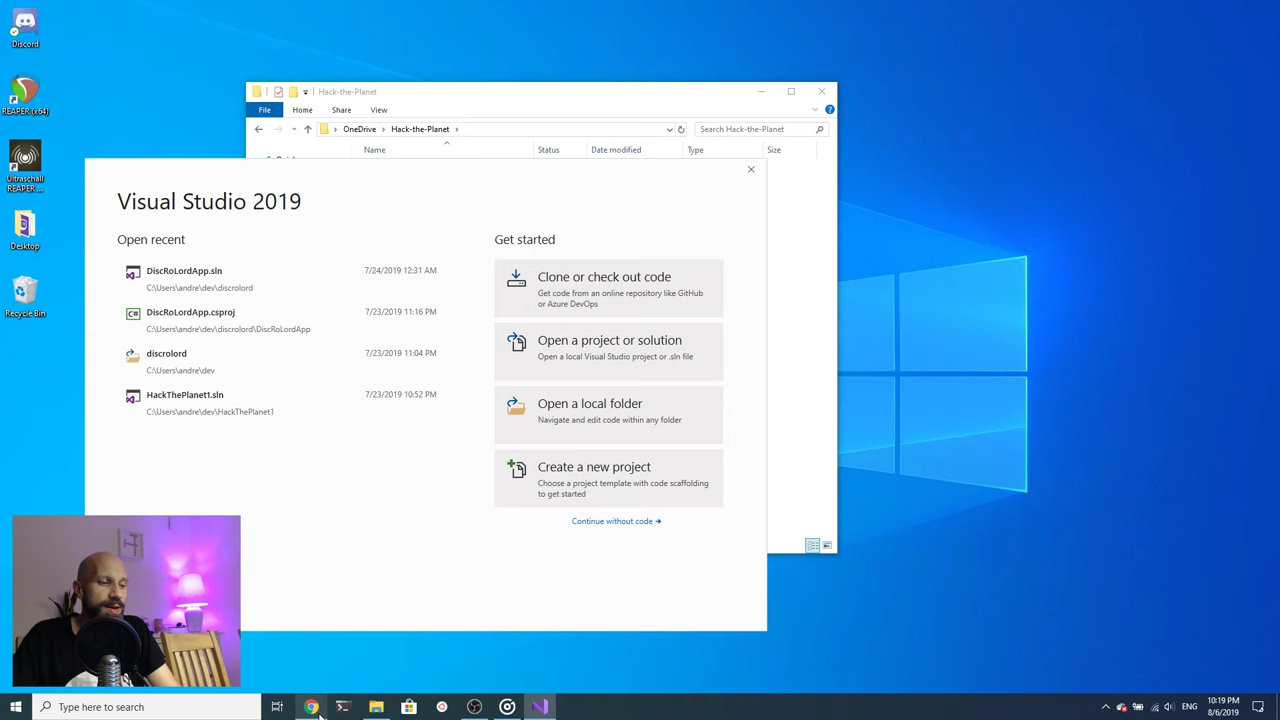 Discord
REAPER (x64)
Ultraschall
REAPER ...
Desktop
Recycle Bin
Hack-the-Planet
File
Home
Share
View
OneDrive
Hack-the-Planet
Search Hack-the-Planet
Name
Status
Date modified
Type
Size
Visual Studio 2019
Open recent
DiscRoLordApp.sln
7/24/2019 12:31 AM
C:\Users\andre\dev\discrolord
DiscRoLordApp.csproj
7/23/2019 11:16 PM
C:\Users\andre\dev\discrolord\DiscRoLordApp
discrolord
7/23/2019 11:04 PM
C:\Users\andre\dev
HackThePlanet1.sln
7/23/2019 10:52 PM
C:\Users\andre\dev\HackThePlanet1
Get started
Clone or check out code
Get code from an online repository like GitHub
or Azure DevOps
Open a project or solution
Open a local Visual Studio project or .sln file
Open a local folder
Navigate and edit code within any folder
Create a new project
Choose a project template with code scaffolding
to get started
Continue without code
Type here to search
10:19 PM
8/6/2019